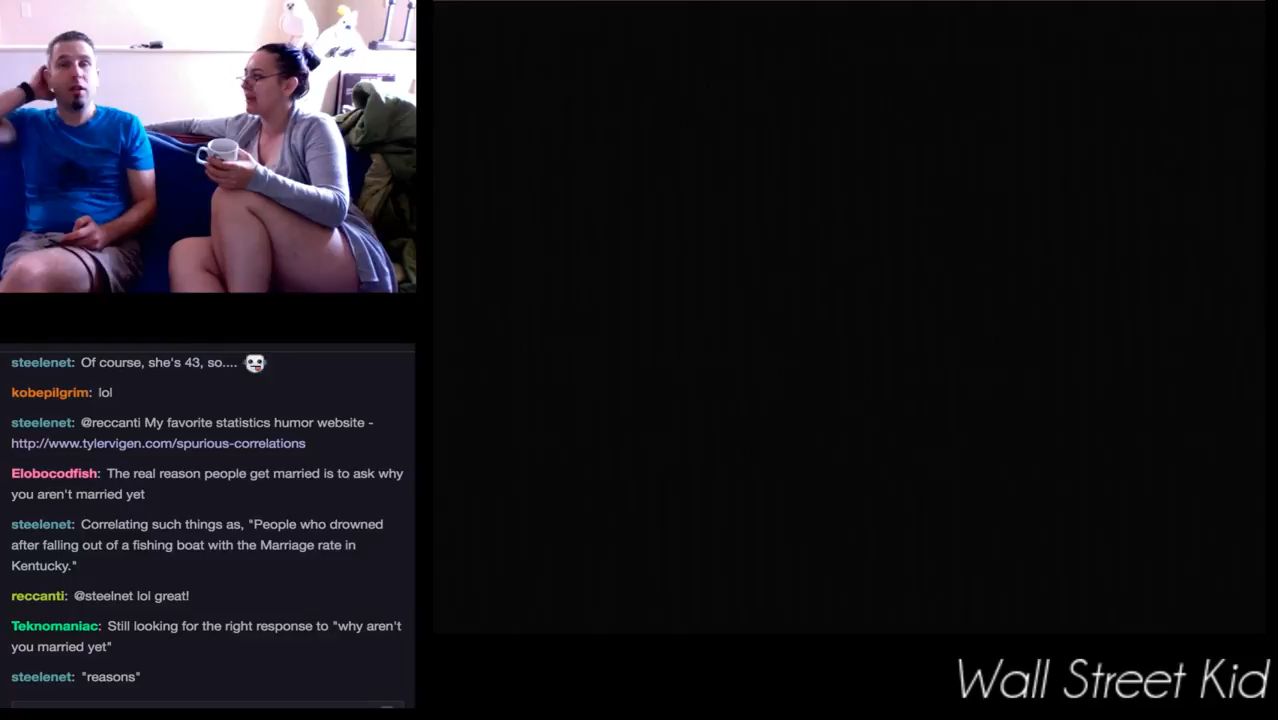 steelenet: Of course, she's 43, so....
kobepilgrim: lol
steelenet: @reccanti My favorite statistics humor website -
http://www.tylervigen.com/spurious-correlations
Elobocodfish: The real reason people get married is to ask why
you aren't married yet
steelenet: Correlating such things as, "People who drowned
after falling out of a fishing boat with the Marriage rate in
Kentucky."
reccanti: @steelnet lol great!
Teknomaniac: Still looking for the right response to "why aren't
you married yet"
steelenet: "reasons"
Wall Street Kid